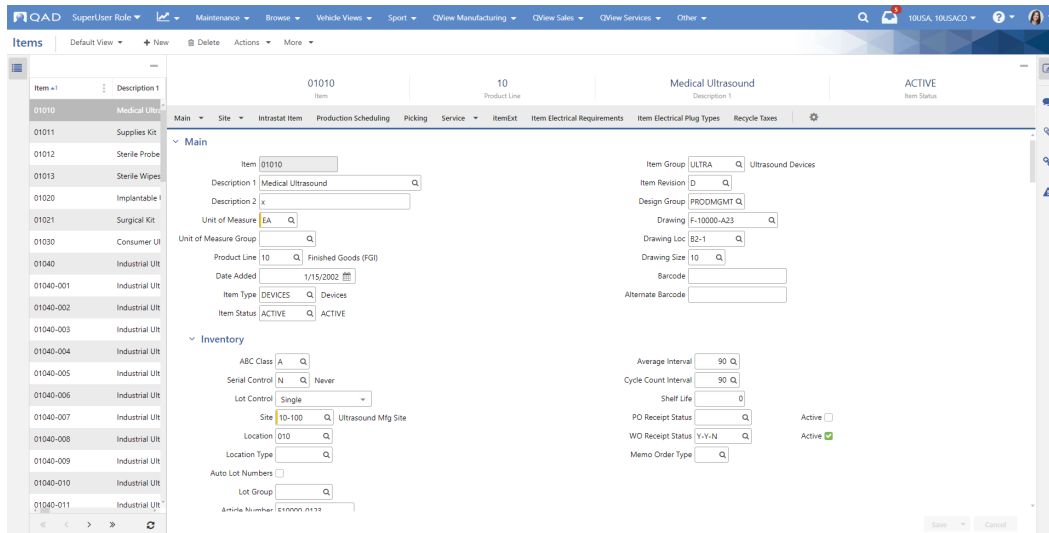 QAD SuperUser Role Maintenance Browse Vehicle Views Sport QView Manufacturing QView Sales QView Services Other 5 10USA, 10USACO
Items Default View + New Delete Actions More
Item 1 Description 1
01010 Medical Ultra
01011 Supplies Kit
01012 Sterile Probe
01013 Sterile Wipes
01020 Implantable
01021 Surgical Kit
01030 Consumer Ul
01040 Industrial Ult
01040-001 Industrial Ult
01040-002 Industrial Ult
01040-003 Industrial Ult
01040-004 Industrial Ult
01040-005 Industrial Ult
01040-006 Industrial Ult
01040-007 Industrial Ult
01040-008 Industrial Ult
01040-009 Industrial Ult
01040-010 Industrial Ult
01040-011 Industrial Ult
01010 10 Medical Ultrasound ACTIVE
Item Product Line Description 1 Item Status
Main Site Intrastat Item Production Scheduling Picking Service itemExt Item Electrical Requirements Item Electrical Plug Types Recycle Taxes
Main
Item 01010 Item Group ULTRA Ultrasound Devices
Description 1 Medical Ultrasound Item Revision D
Description 2 x Design Group PRODMGMT
Unit of Measure EA Drawing F-10000-A23
Unit of Measure Group Drawing Loc B2-1
Product Line 10 Finished Goods (FGI) Drawing Size 10
Date Added 1/15/2002 Barcode
Item Type DEVICES Devices Alternate Barcode
Item Status ACTIVE ACTIVE
Inventory
ABC Class A Average Interval 90
Serial Control N Never Cycle Count Interval 90
Lot Control Single Shelf Life 0
Site 10-100 Ultrasound Mfg Site PO Receipt Status Active
Location 010 WO Receipt Status Y-Y-N Active
Location Type Memo Order Type
Auto Lot Numbers
Lot Group
Article Number F10000-0123
Save Cancel